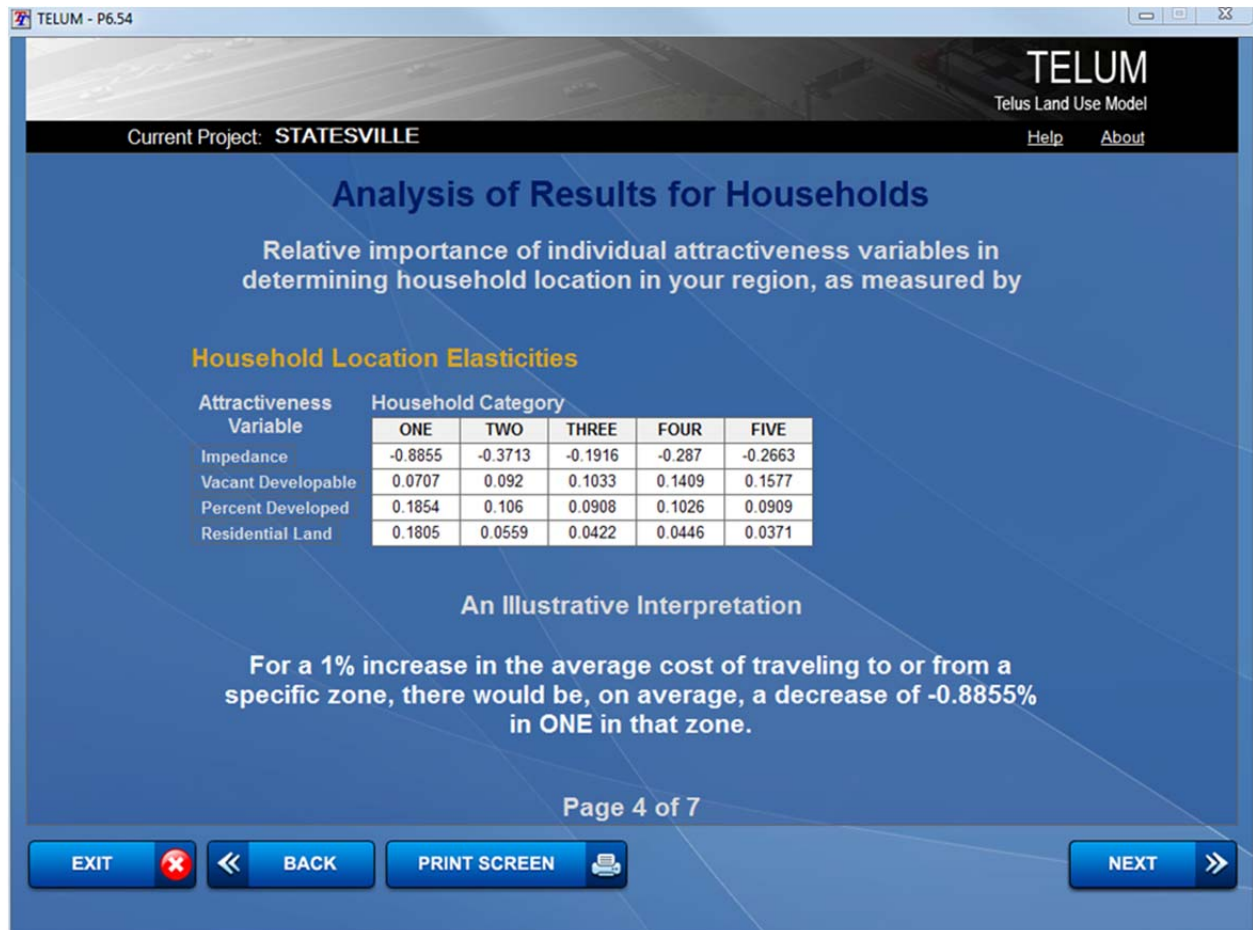 TELUM - P6.54
TELUM
Telus Land Use Model
Current Project: STATESVILLE
Help About
Analysis of Results for Households
Relative importance of individual attractiveness variables in
determining household location in your region, as measured by
Household Location Elasticities
Attractiveness Household Category
Variable ONE TWO THREE FOUR FIVE
Impedance -0.8855 -0.3713 -0.1916 -0.287 -0.2663
Vacant Developable 0.0707 0.092 0.1033 0.1409 0.1577
Percent Developed 0.1854 0.106 0.0908 0.1026 0.0909
Residential Land 0.1805 0.0559 0.0422 0.0446 0.0371
An Illustrative Interpretation
For a 1% increase in the average cost of traveling to or from a
specific zone, there would be, on average, a decrease of -0.8855%
in ONE in that zone.
Page 4 of 7
EXIT BACK PRINT SCREEN NEXT